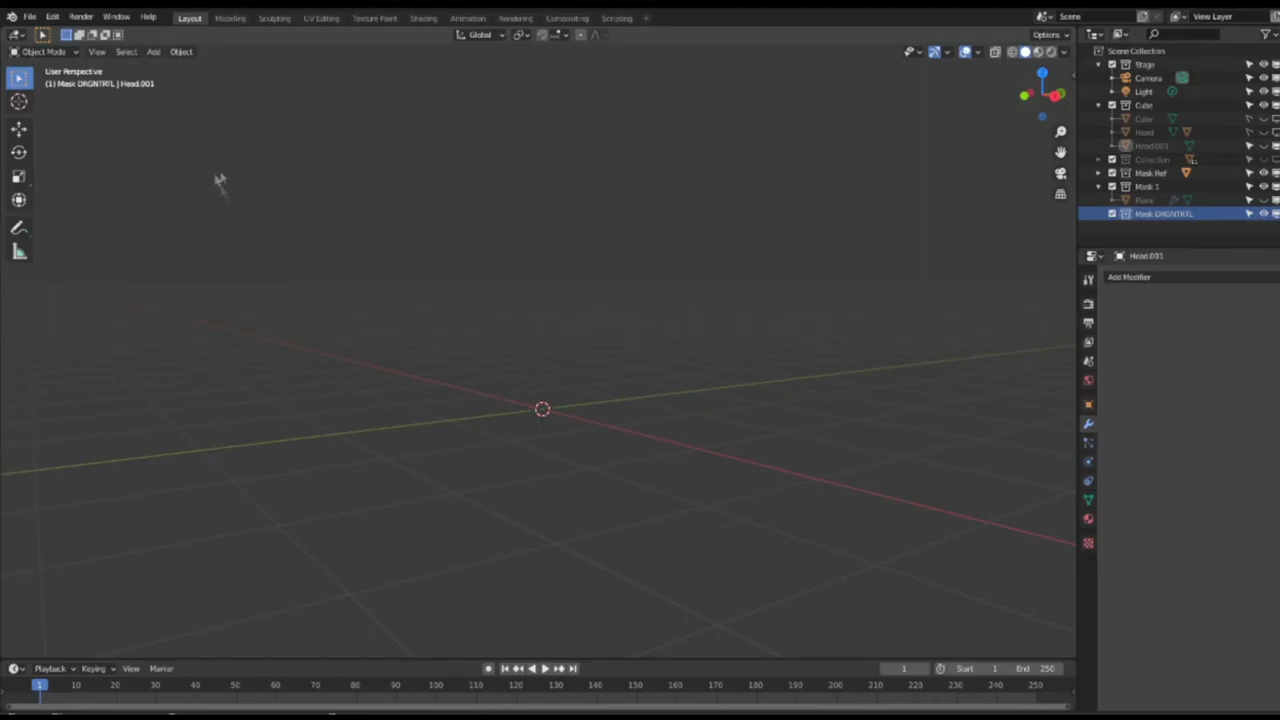 File Edit Render Window Help Layout Modeling Sculpting UV Editing Texture Paint Shading Animation Rendering Compositing Scripting + Scene View Layer
Global Options
Object Mode View Select Add Object
User Perspective
(1) Mask DRGNTRTL | Head.001
Scene Collection
Stage
Camera
Light
Cube
Cube
Head
Head.001
Collection
Mask Ref
Mask 1
Plane
Mask DRGNTRTL
Head.001
Add Modifier
Playback Keying View Marker 1 Start 1 End 250
1 10 20 30 40 50 60 70 80 90 100 110 120 130 140 150 160 170 180 190 200 210 220 230 240 250